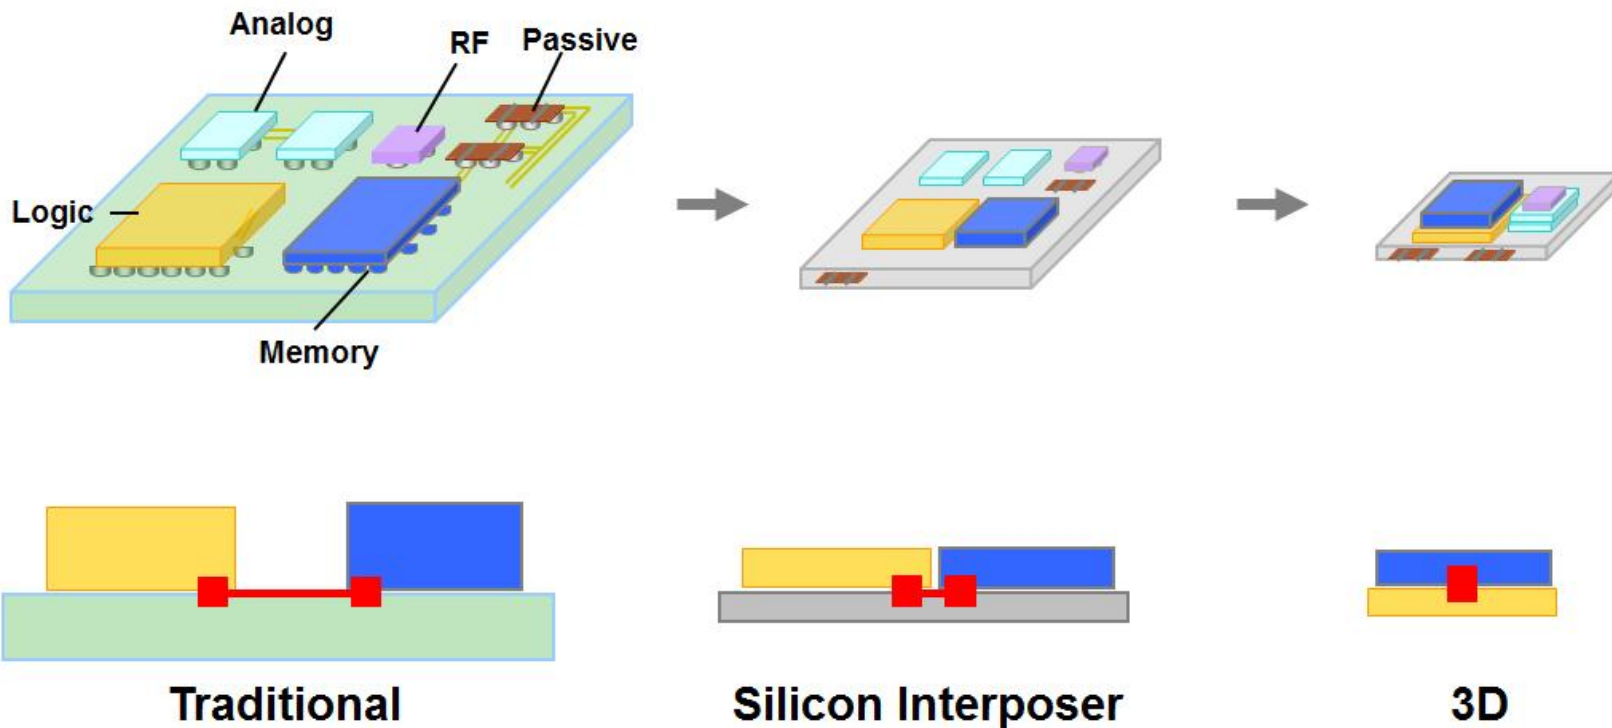 Analog
RF
Passive
Logic
Memory
Traditional
Silicon Interposer
3D